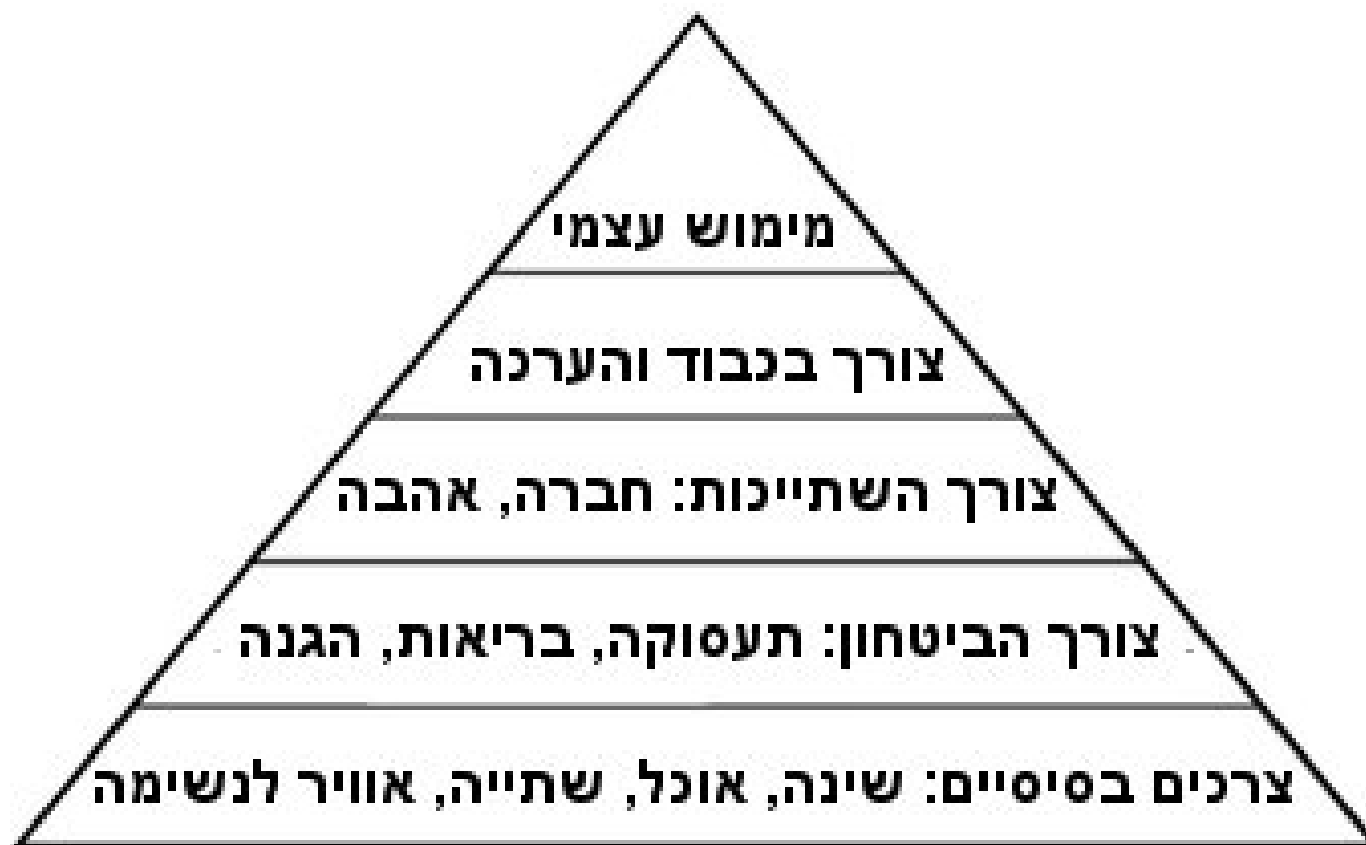 מימוש עצמי
צורך בכבוד והערכה
צורך השתייכות: חברה, אהבה
צורך הביטחון: תעסוקה, בריאות, הגנה
צרכים בסיסיים: שינה, אוכל, שתייה, אוויר לנשימה